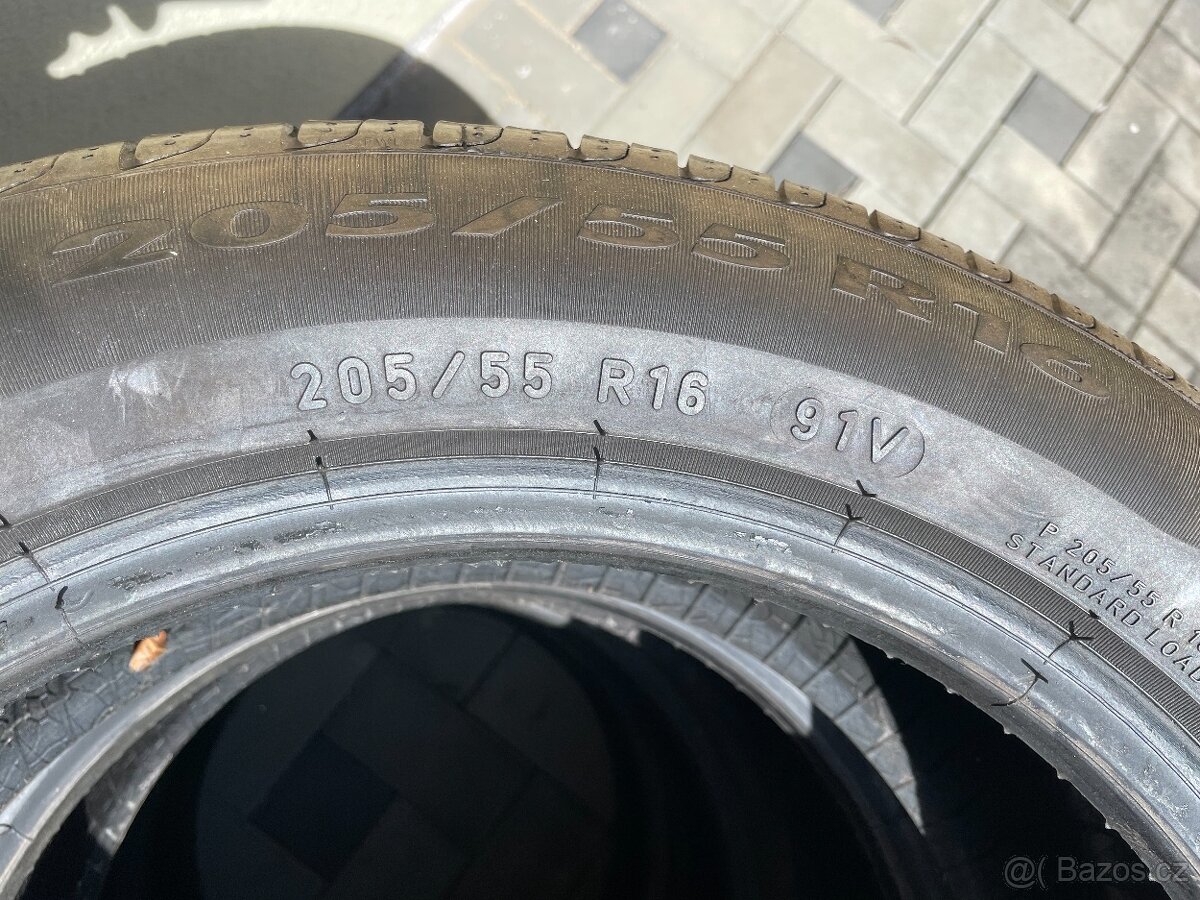 205/55 R16
205/55 R16 91V
P 205/55 R 16
STANDARD LOAD
@( Bazos.cz